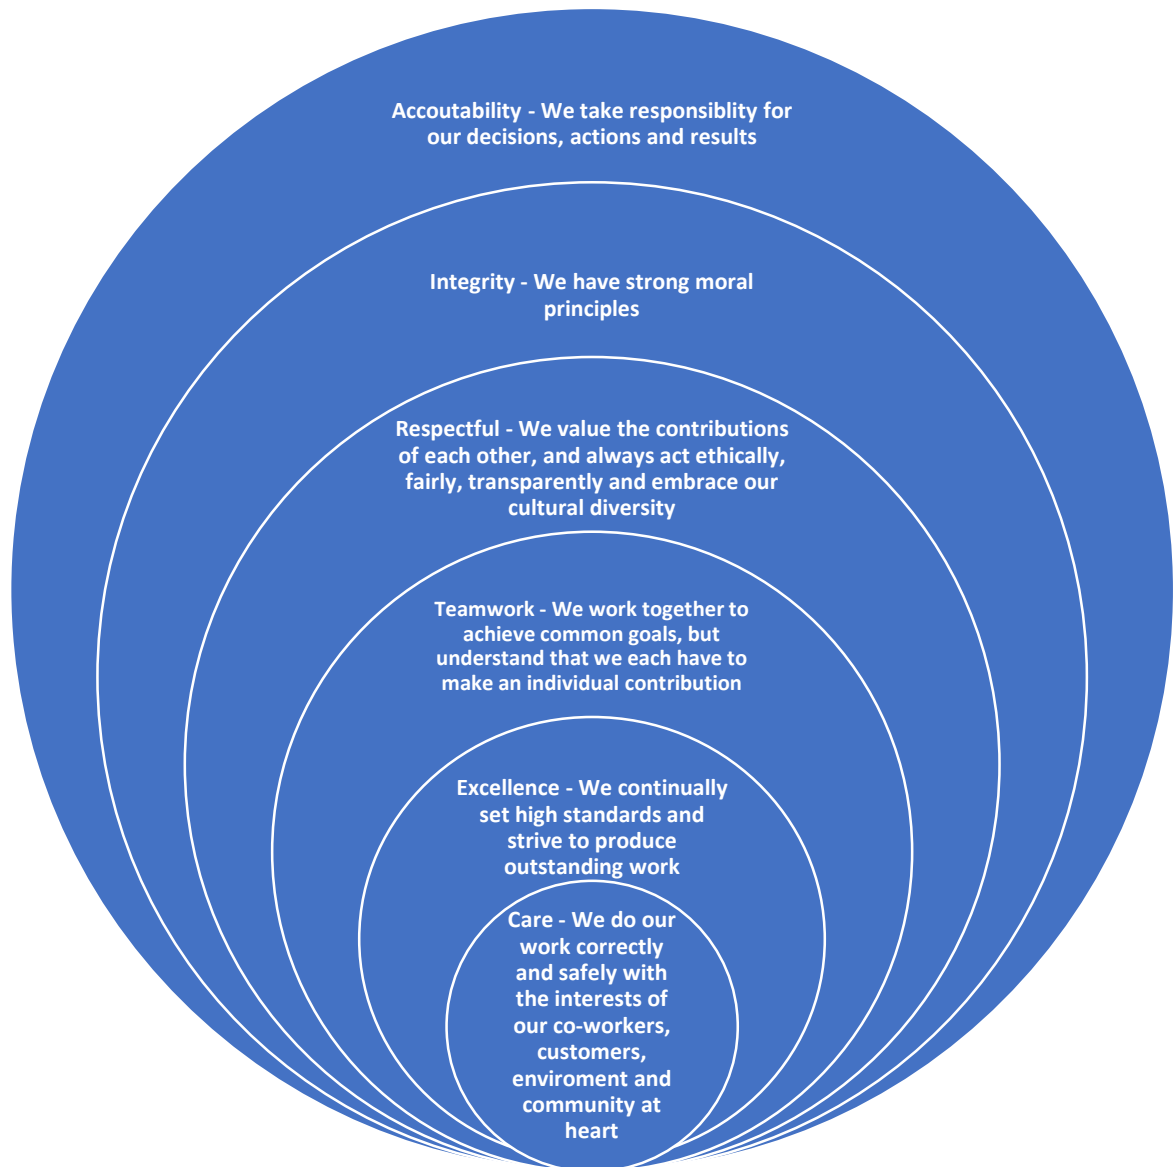 Accoutability - We take responsiblity for
our decisions, actions and results
Integrity - We have strong moral
principles
Respectful - We value the contributions
of each other, and always act ethically,
fairly, transparently and embrace our
cultural diversity
Teamwork - We work together to
achieve common goals, but
understand that we each have to
make an individual contribution
Excellence - We continually
set high standards and
strive to produce
outstanding work
Care - We do our
work correctly
and safely with
the interests of
our co-workers,
customers,
enviroment and
community at
heart